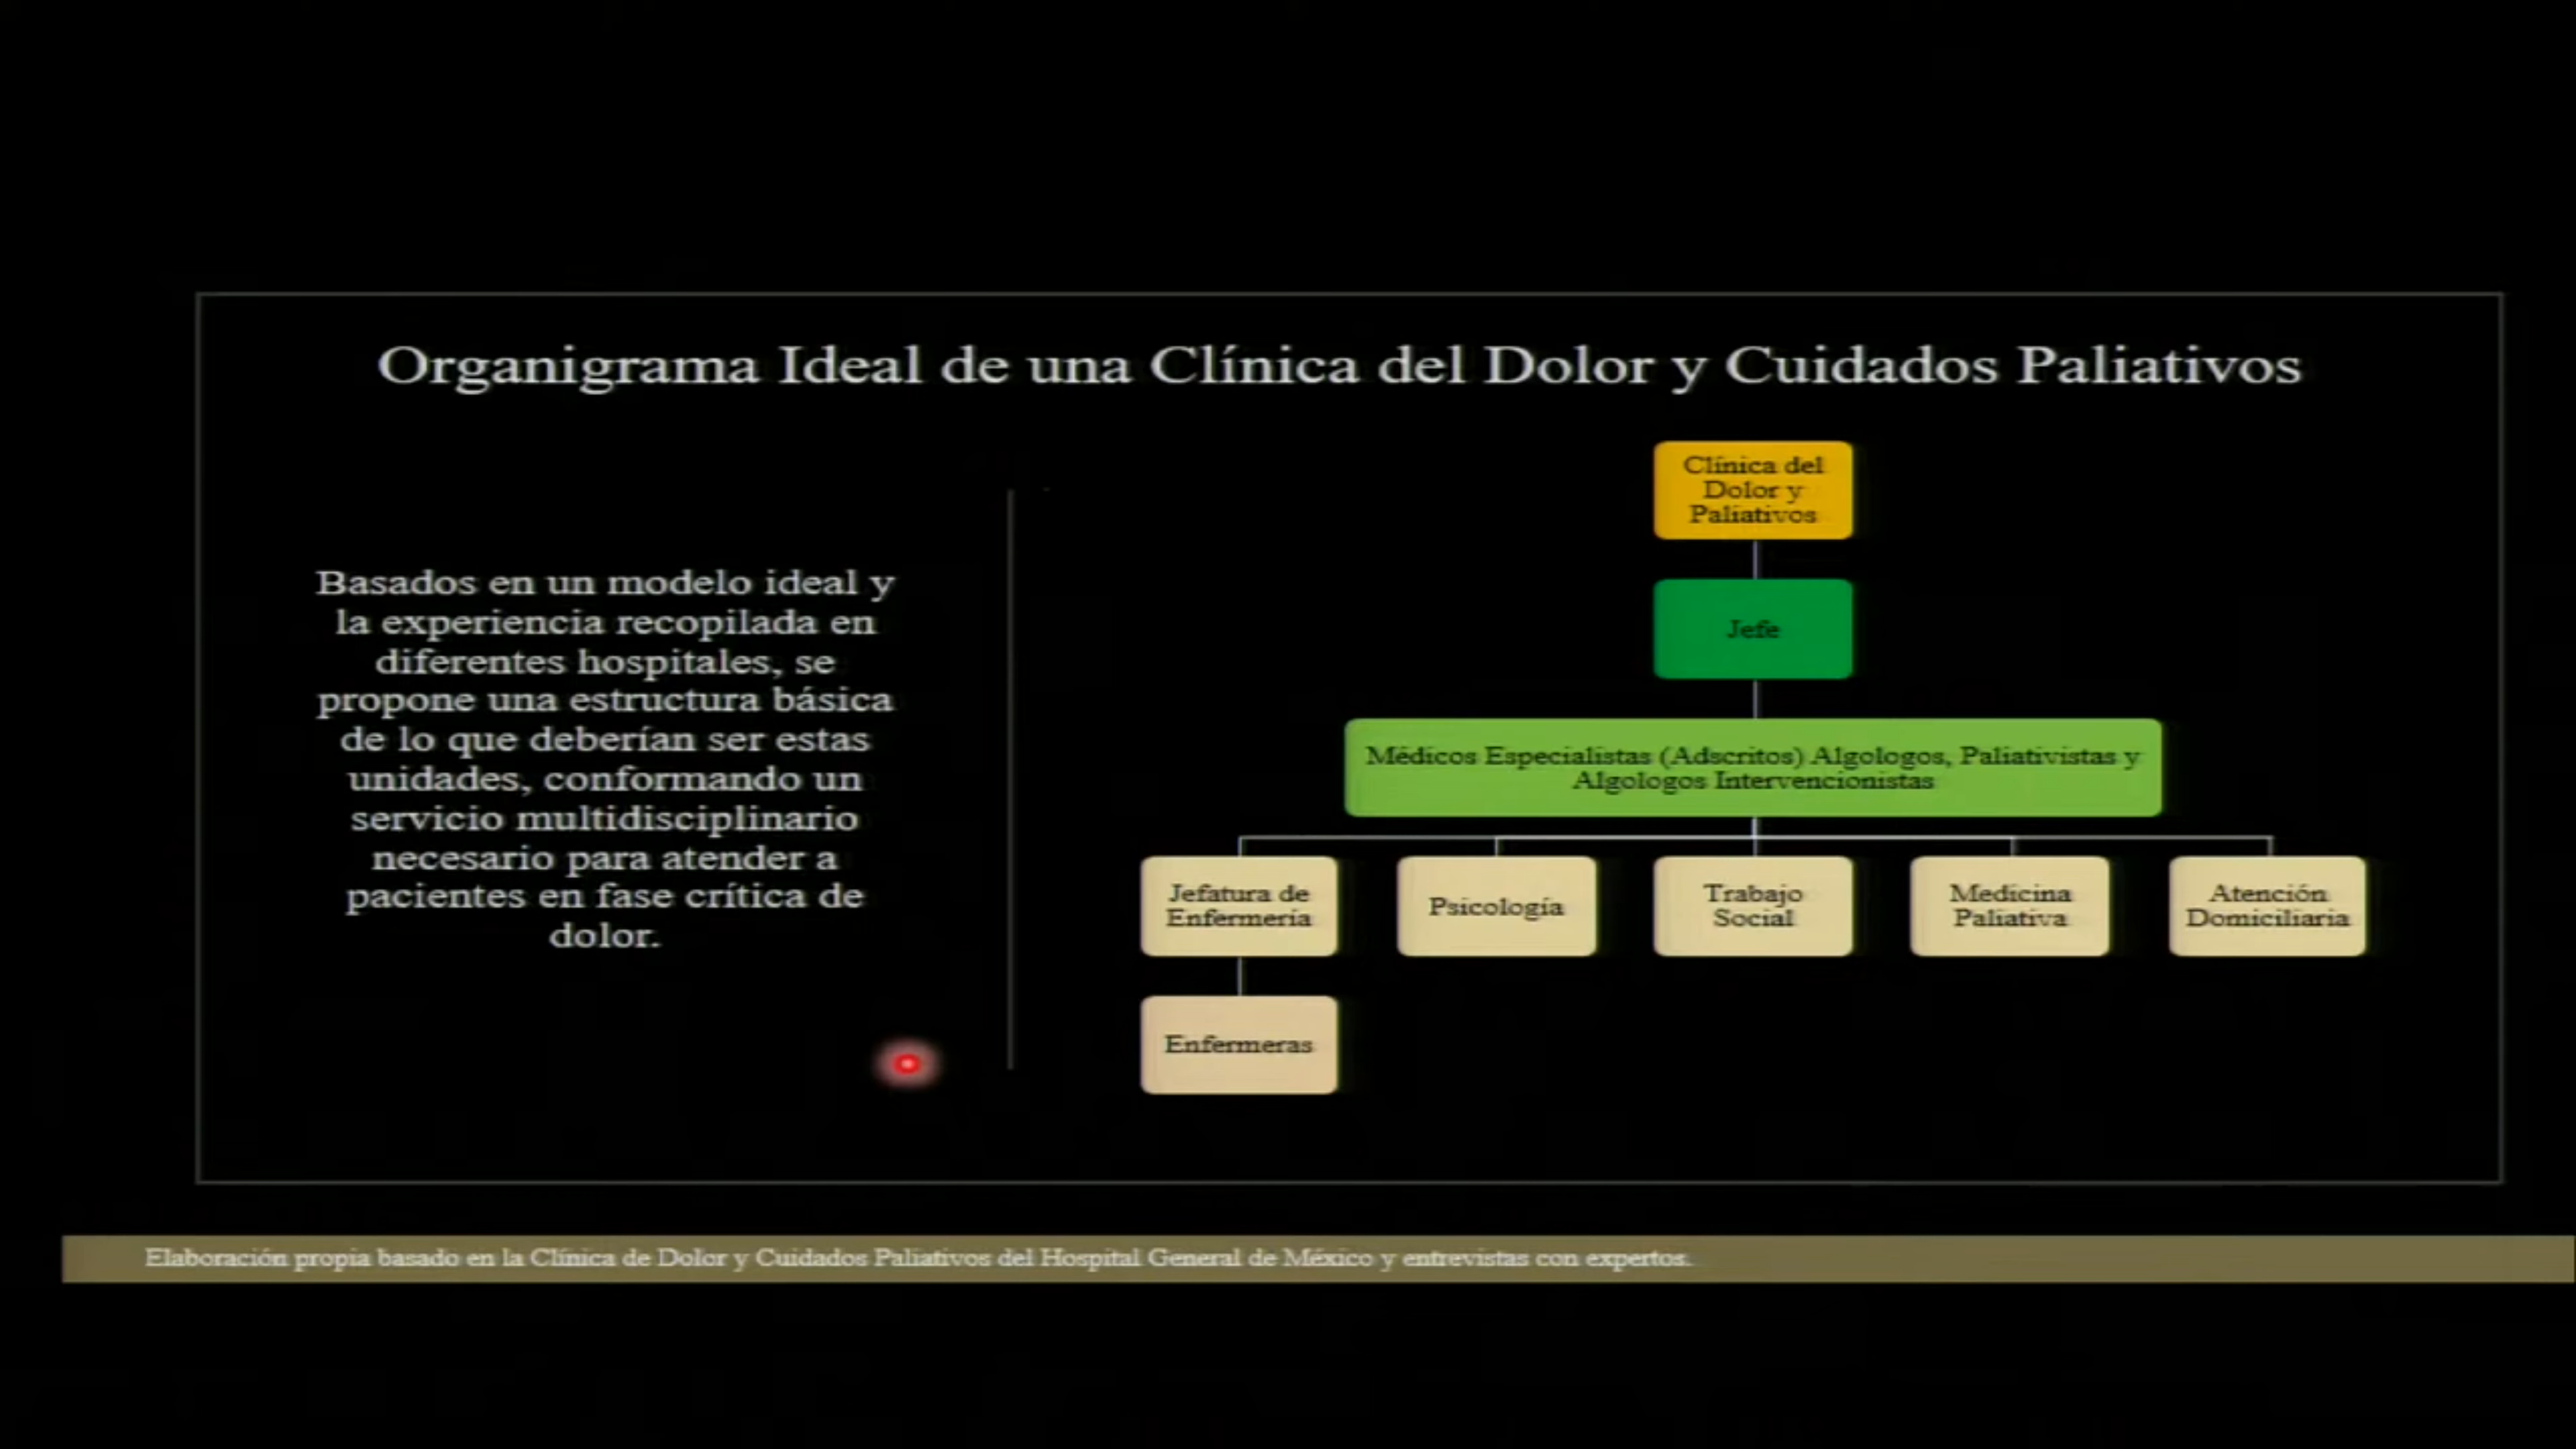 Organigrama Ideal de una Clínica del Dolor y Cuidados Paliativos
Basados en un modelo ideal y
la experiencia recopilada en
diferentes hospitales, se
propone una estructura básica
de lo que deberían ser estas
unidades, conformando un
servicio multidisciplinario
necesario para atender a
pacientes en fase crítica de
dolor.
Clínica del
Dolor y
Paliativos
Jefe
Médicos Especialistas (Adscritos) Algologos, Paliativistas y
Algologos Intervencionistas
Jefatura de
Enfermería
Psicología
Trabajo
Social
Medicina
Paliativa
Atención
Domiciliaria
Enfermeras
Elaboración propia basado en la Clínica de Dolor y Cuidados Paliativos del Hospital General de México y entrevistas con expertos.